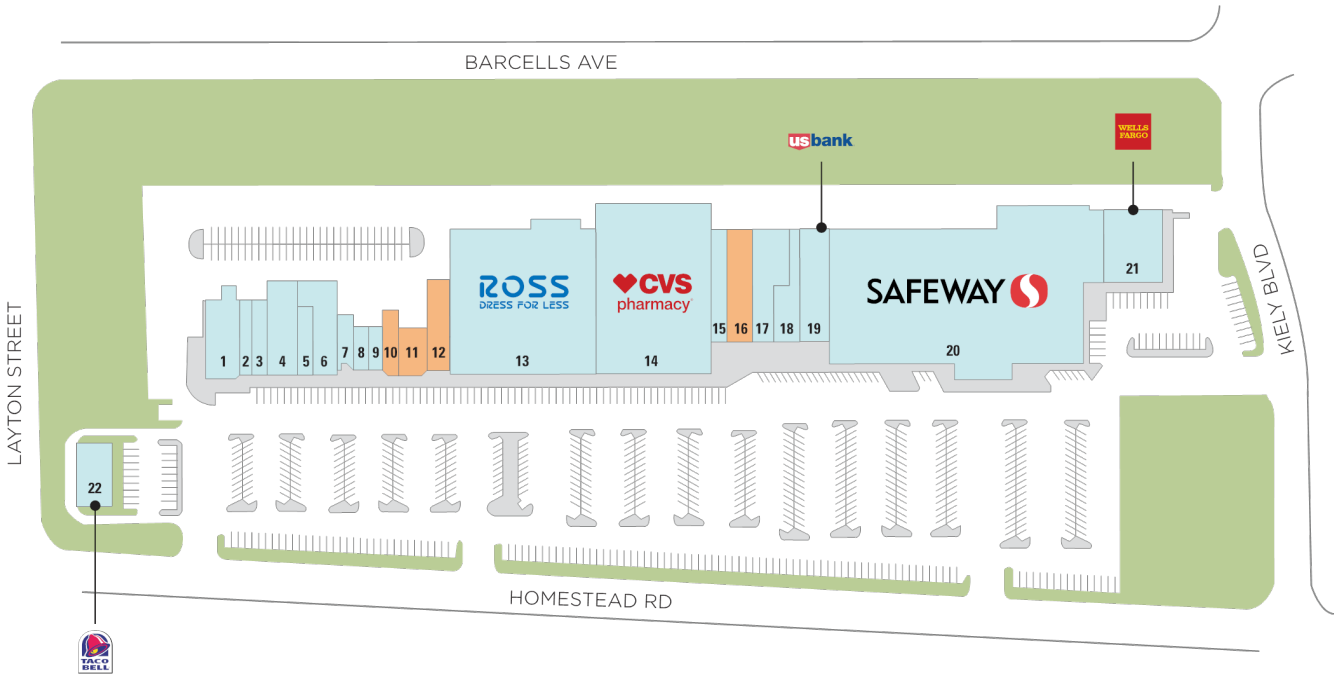 BARCELLS AVE
usbank
WELLS
FARGO
KIELY BLVD
LAYTON STREET
ROSS
DRESS FOR LESS
CVS
pharmacy
SAFEWAY
1
2
3
4
5
6
7
8
9
10
11
12
13
14
15
16
17
18
19
20
21
22
HOMESTEAD RD
TACO
BELL